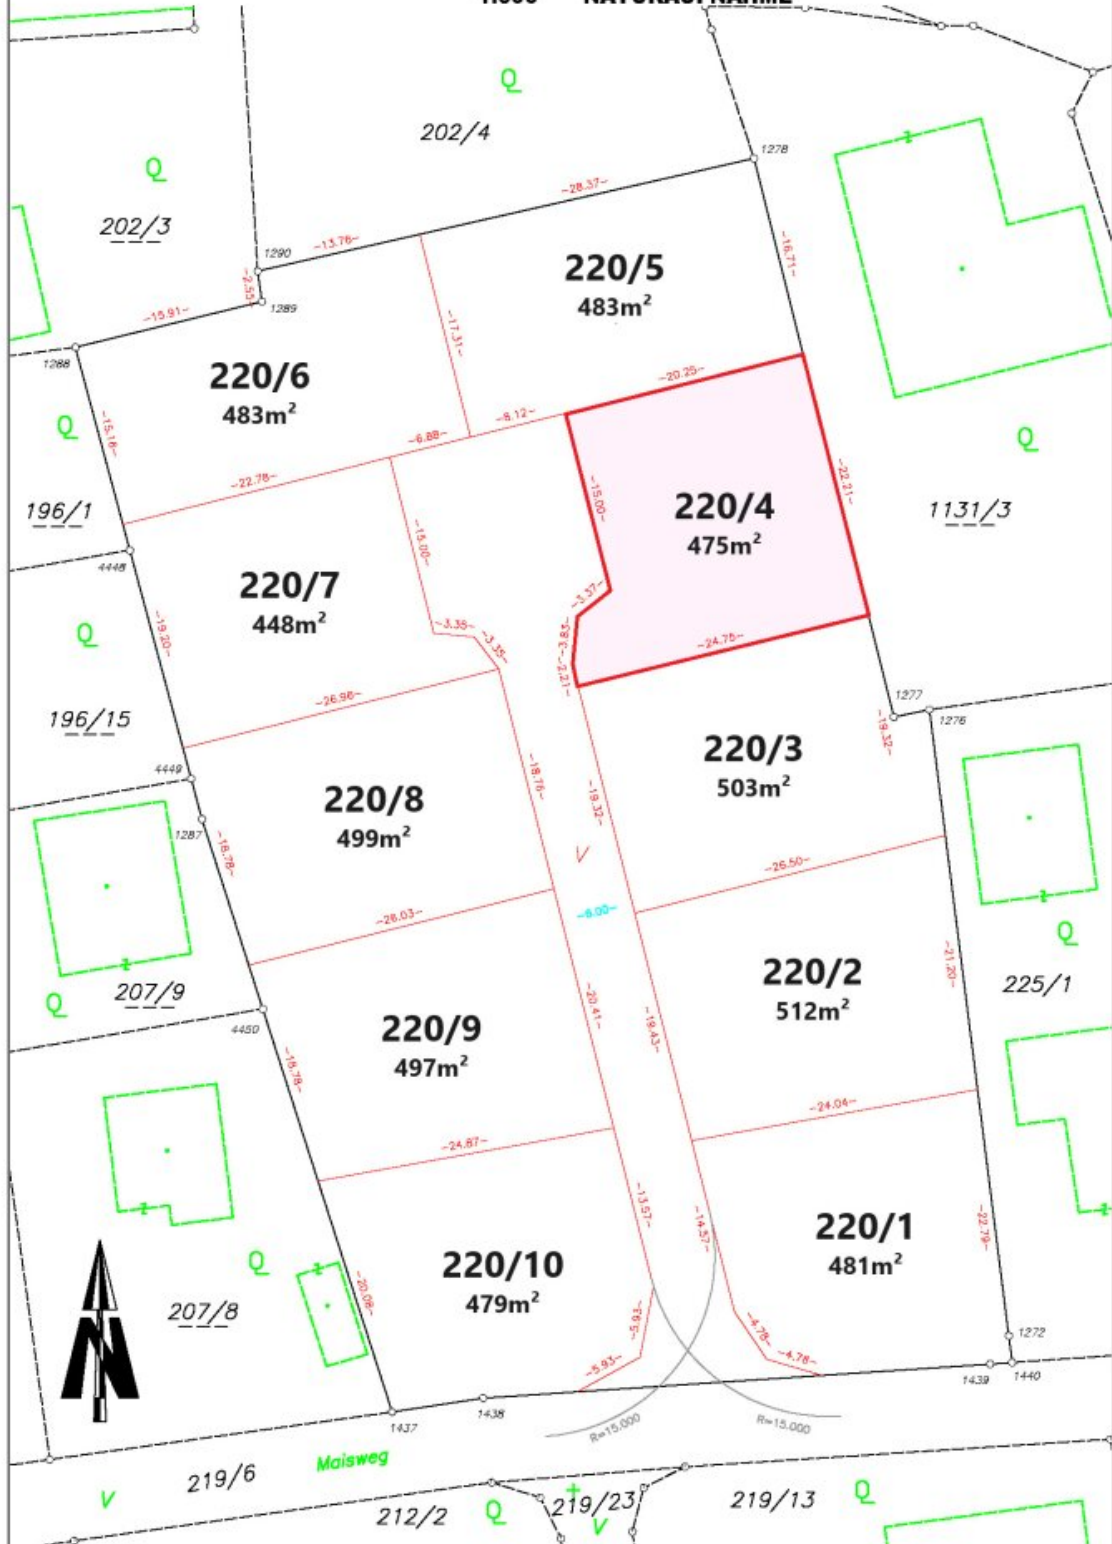 Q
202/4
Q
202/3
1278
-28.37-
-13.76-
1290
-2.55-
1289
-15.91-
1288
-16.71-
220/5
483m²
-17.31-
220/6
483m²
-20.25-
-8.12-
-6.88-
-22.78-
-15.18-
Q
196/1
4448
220/4
475m²
-15.00-
-22.21-
Q
1131/3
-15.00-
220/7
448m²
-3.37-
-3.83-
-2.21-
-24.75-
-3.35-
-3.35-
-19.20-
Q
196/15
-26.96-
1277
1276
-19.32-
220/3
503m²
4449
1287
-18.78-
220/8
499m²
-18.76-
-19.32-
V
-26.50-
-6.00-
-26.03-
Q
207/9
Q
225/1
220/2
512m²
-21.20-
4450
220/9
497m²
-20.41-
-19.43-
-18.78-
-24.04-
-24.87-
-13.57-
-14.57-
220/1
481m²
-22.79-
220/10
479m²
Q
207/8
-20.08-
-5.93-
-5.93-
-4.78-
-4.78-
1272
1439
1440
N
1437
1438
R=15.000
R=15.000
Maisweg
219/6
V
212/2
Q
219/23
V
219/13
Q